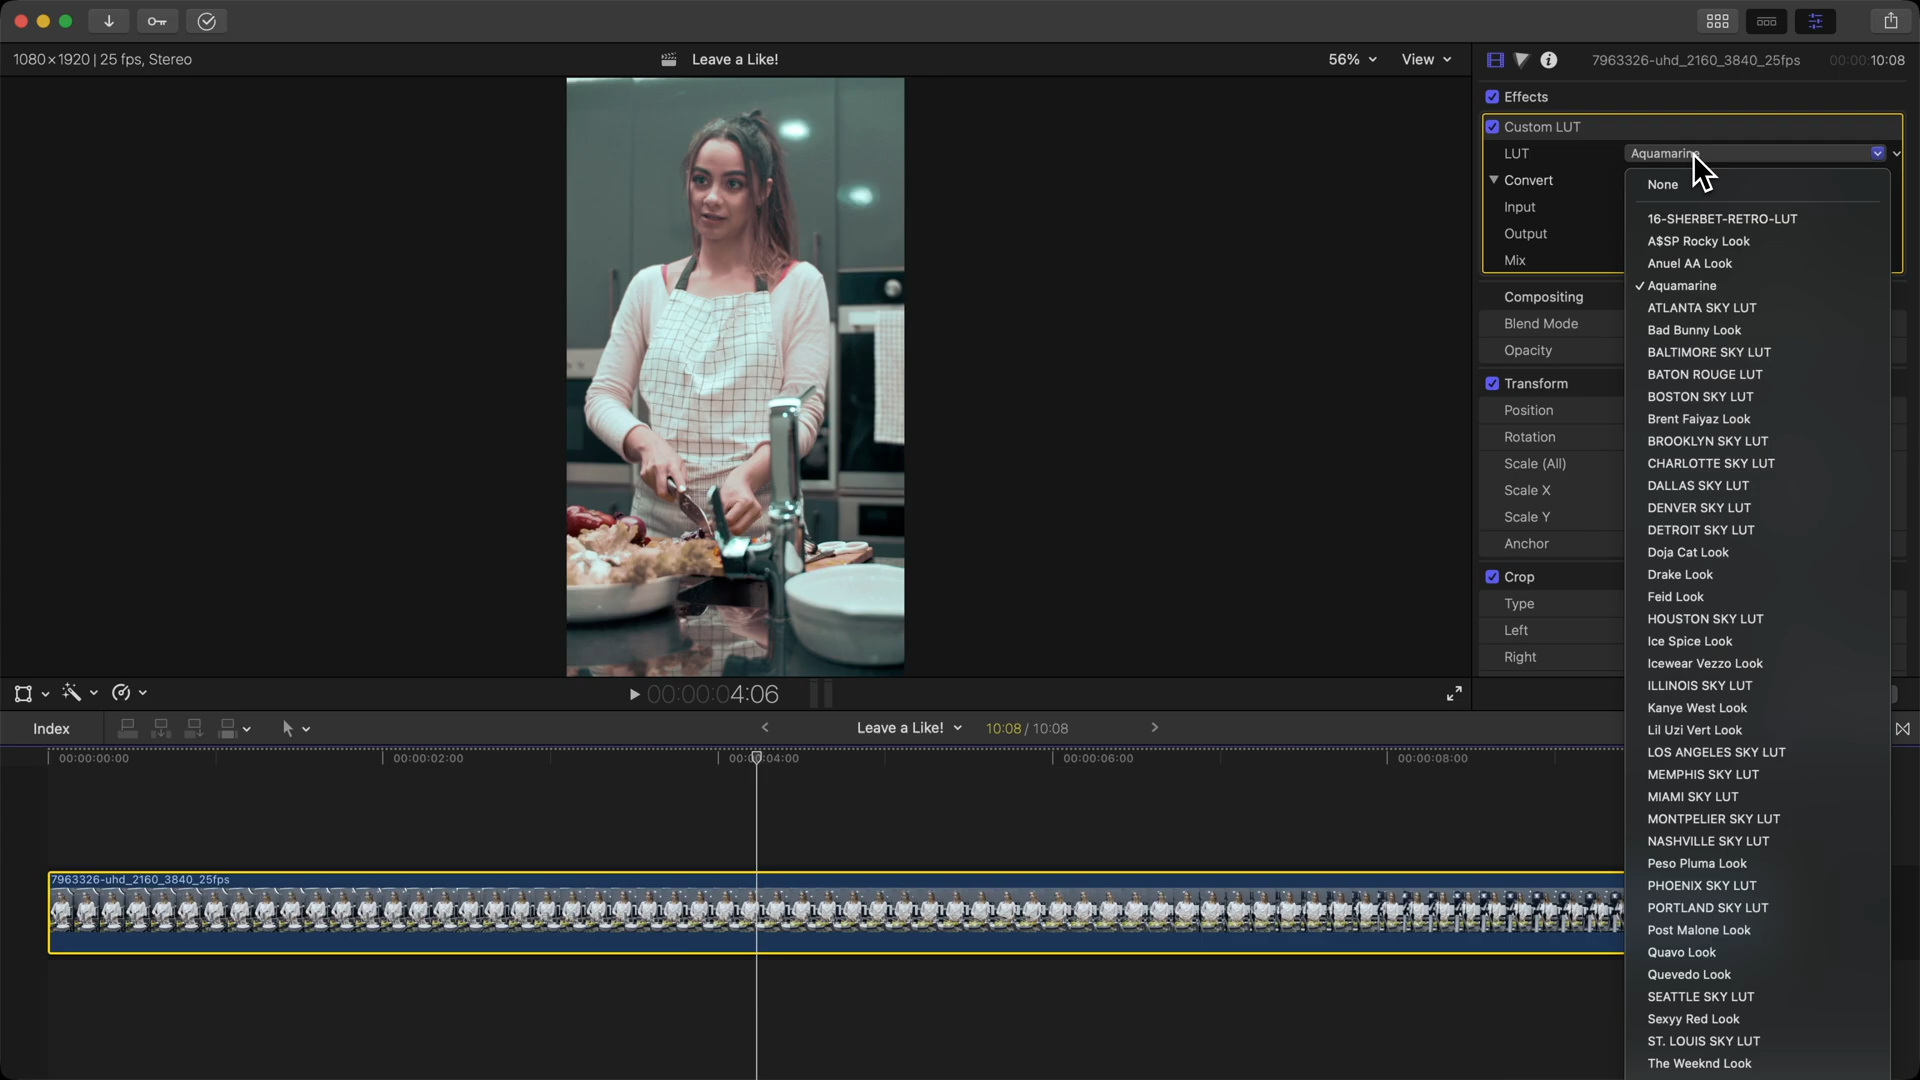 1080×1920 | 25 fps, Stereo
Leave a Like!
56%
View
7963326-uhd_2160_3840_25fps
00:00:10:08
Effects
Custom LUT
LUT
Aquamarine
Convert
Input
Output
Mix
Compositing
Blend Mode
Opacity
Transform
Position
Rotation
Scale (All)
Scale X
Scale Y
Anchor
Crop
Type
Left
Right
None
16-SHERBET-RETRO-LUT
A$SP Rocky Look
Anuel AA Look
✓ Aquamarine
ATLANTA SKY LUT
Bad Bunny Look
BALTIMORE SKY LUT
BATON ROUGE LUT
BOSTON SKY LUT
Brent Faiyaz Look
BROOKLYN SKY LUT
CHARLOTTE SKY LUT
DALLAS SKY LUT
DENVER SKY LUT
DETROIT SKY LUT
Doja Cat Look
Drake Look
Feid Look
HOUSTON SKY LUT
Ice Spice Look
Icewear Vezzo Look
ILLINOIS SKY LUT
Kanye West Look
Lil Uzi Vert Look
LOS ANGELES SKY LUT
MEMPHIS SKY LUT
MIAMI SKY LUT
MONTPELIER SKY LUT
NASHVILLE SKY LUT
Peso Pluma Look
PHOENIX SKY LUT
PORTLAND SKY LUT
Post Malone Look
Quavo Look
Quevedo Look
SEATTLE SKY LUT
Sexyy Red Look
ST. LOUIS SKY LUT
The Weeknd Look
00:00:04:06
Index
Leave a Like!
10:08 / 10:08
00:00:00:00
00:00:02:00
00:00:04:00
00:00:06:00
00:00:08:00
7963326-uhd_2160_3840_25fps